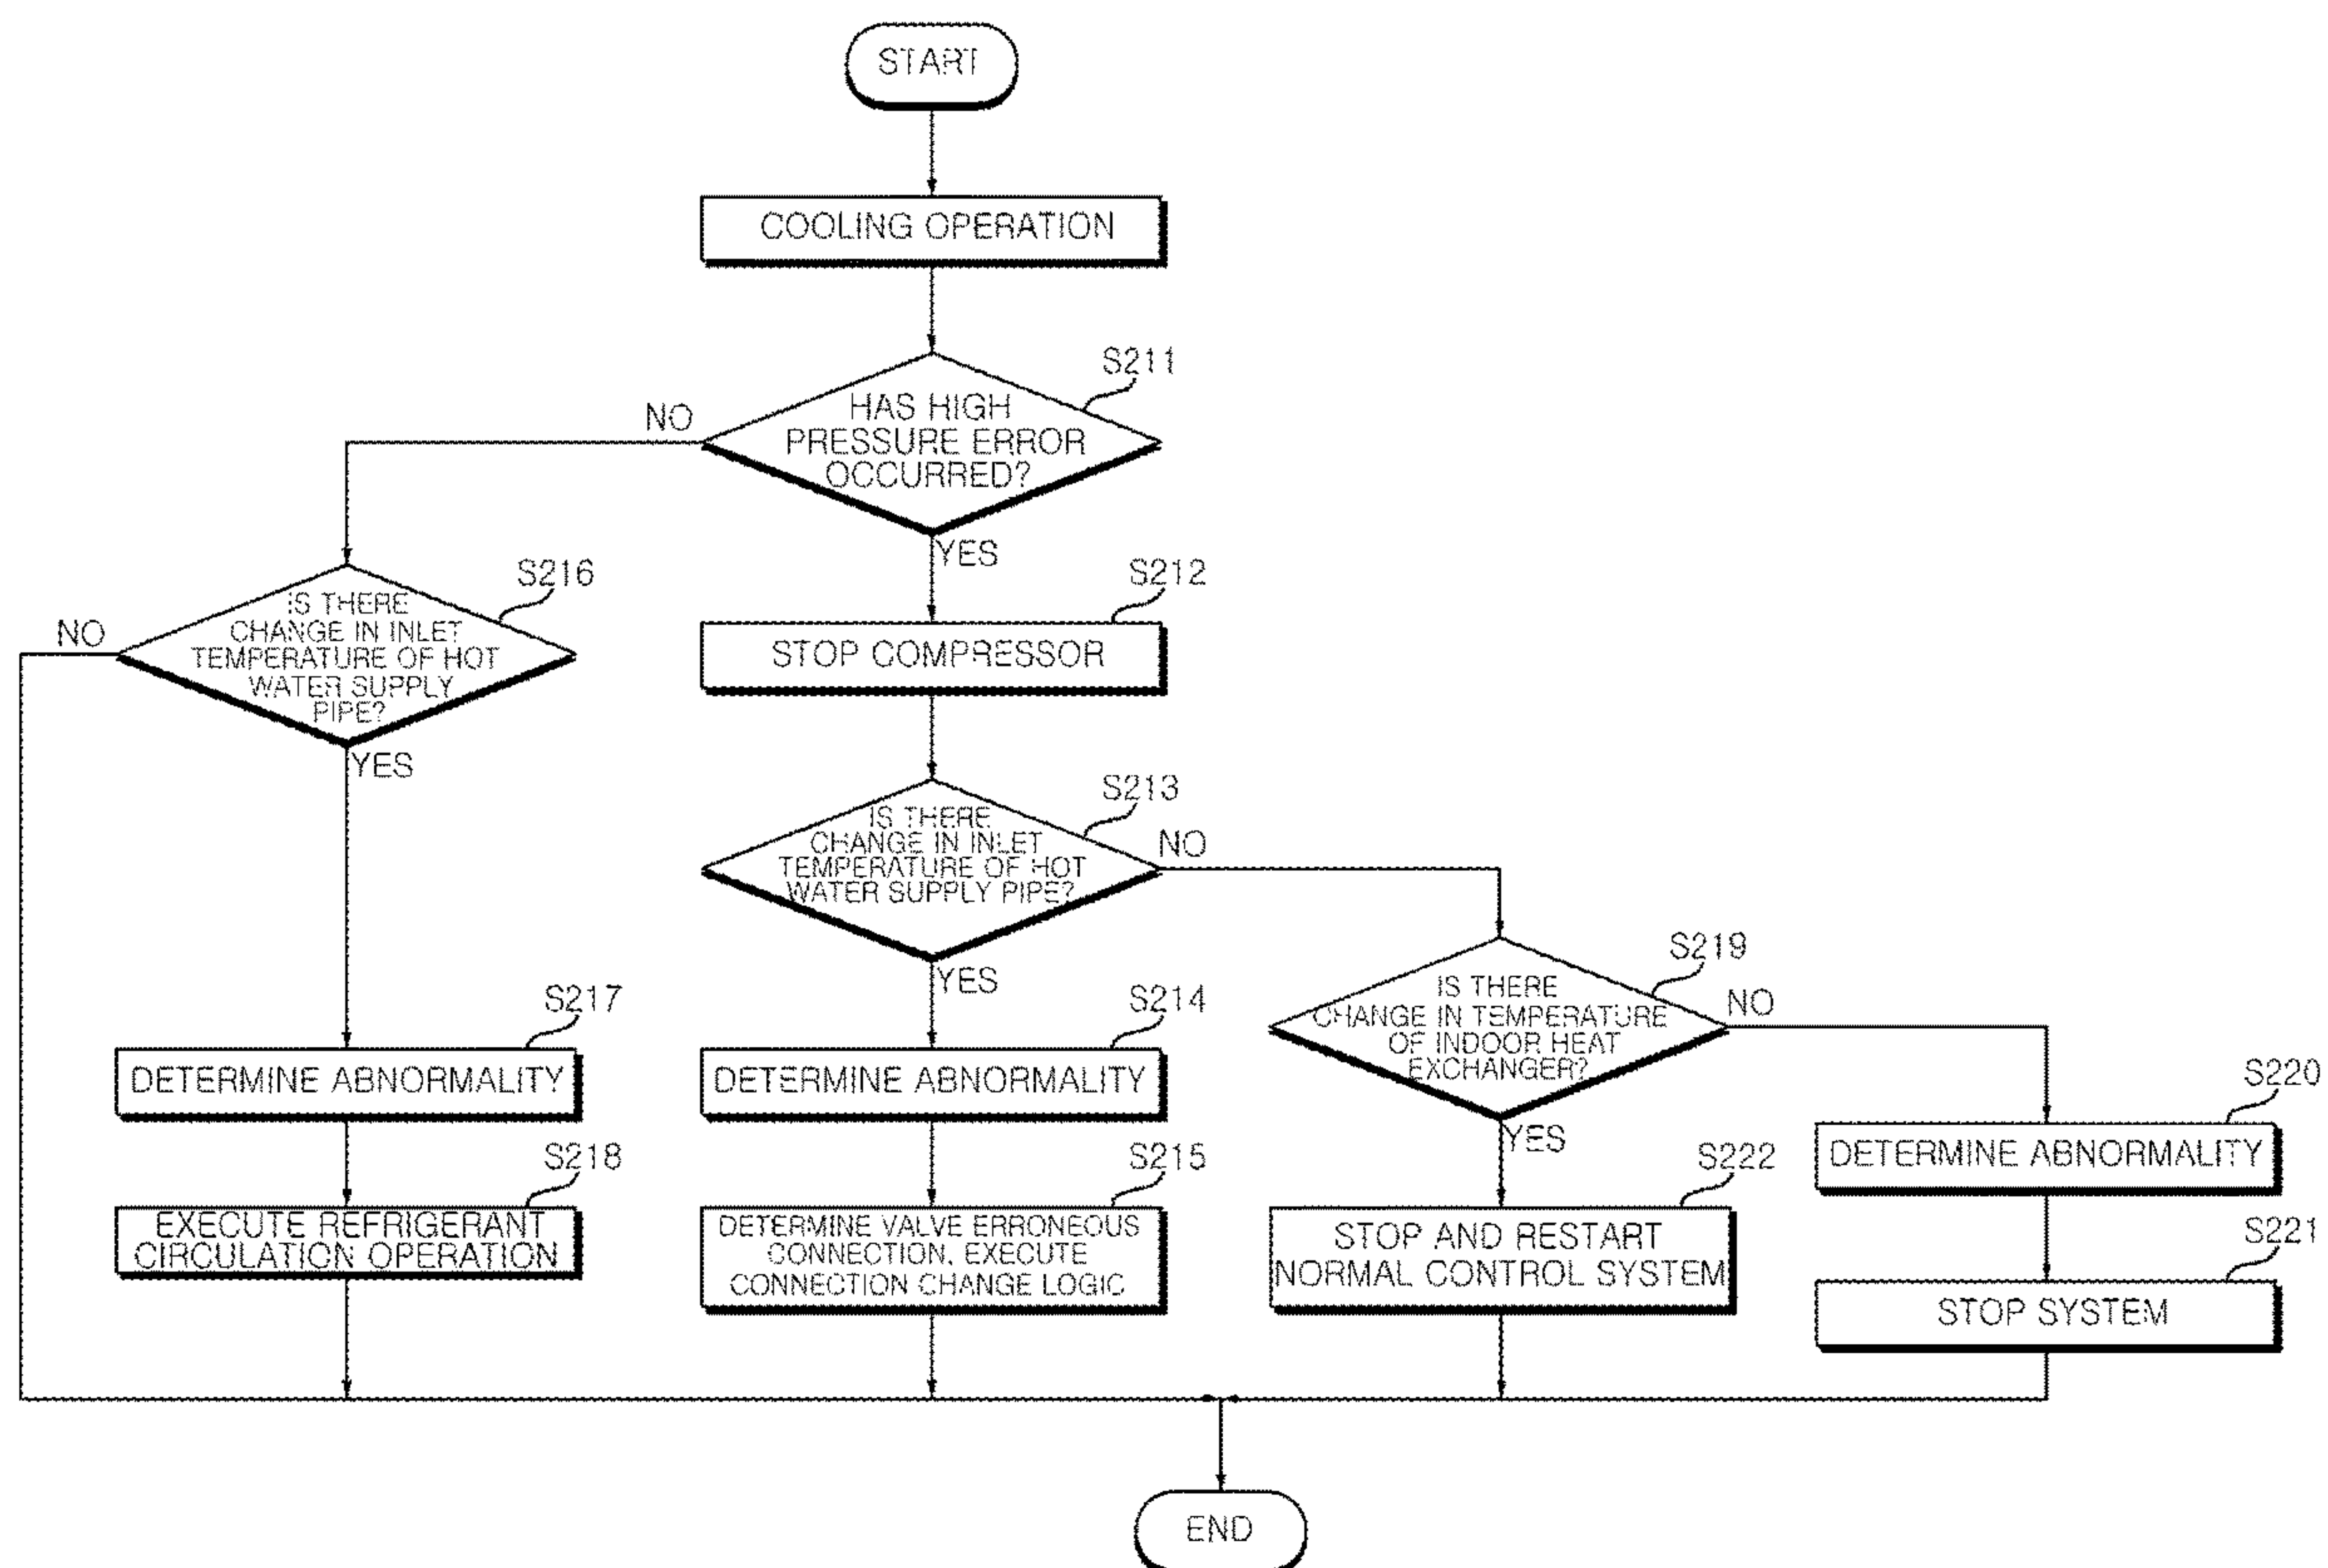 START
COOLING OPERATION
S211
HAS HIGH
PRESSURE ERROR
OCCURRED?
NO
YES
S216
IS THERE
CHANGE IN INLET
TEMPERATURE OF HOT
WATER SUPPLY
PIPE?
NO
YES
S212
STOP COMPRESSOR
S213
IS THERE
CHANGE IN INLET
TEMPERATURE OF HOT
WATER SUPPLY PIPE?
NO
YES
S219
IS THERE
CHANGE IN TEMPERATURE
OF INDOOR HEAT
EXCHANGER?
NO
YES
S217
DETERMINE ABNORMALITY
S214
DETERMINE ABNORMALITY
S220
DETERMINE ABNORMALITY
S218
EXECUTE REFRIGERANT
CIRCULATION OPERATION
S215
DETERMINE VALVE ERRONEOUS
CONNECTION, EXECUTE
CONNECTION CHANGE LOGIC
S222
STOP AND RESTART
NORMAL CONTROL SYSTEM
S221
STOP SYSTEM
END